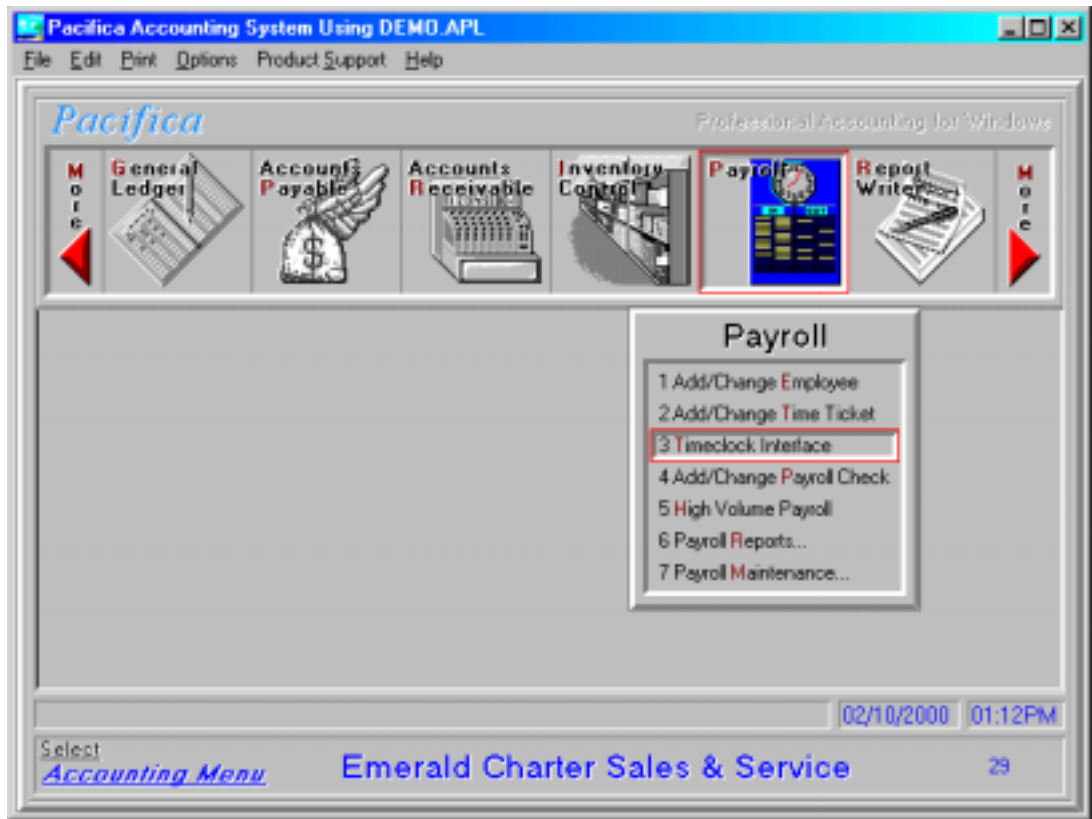 Pacifica Accounting System Using DEMO.APL
File Edit Print Options Product Support Help
Pacifica
Professional Accounting for Windows
More
General Ledger
Accounts Payable
$
Accounts Receivable
Inventory Control
Payroll
Report Writer
More
Payroll
1 Add/Change Employee
2 Add/Change Time Ticket
3 Timeclock Interface
4 Add/Change Payroll Check
5 High Volume Payroll
6 Payroll Reports...
7 Payroll Maintenance...
02/10/2000 01:12PM
Select
Accounting Menu
Emerald Charter Sales & Service
29